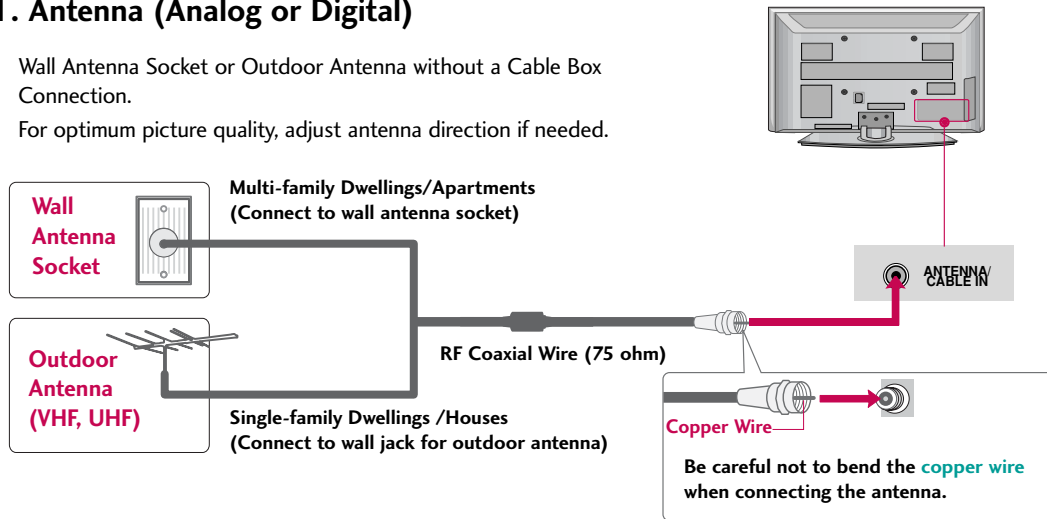 1. Antenna (Analog or Digital)
Wall Antenna Socket or Outdoor Antenna without a Cable Box
Connection.
For optimum picture quality, adjust antenna direction if needed.
Multi-family Dwellings/Apartments
(Connect to wall antenna socket)
Wall
Antenna
Socket
ANTENNA/
CABLE IN
RF Coaxial Wire (75 ohm)
Outdoor
Antenna
(VHF, UHF)
Single-family Dwellings /Houses
(Connect to wall jack for outdoor antenna)
Copper Wire
Be careful not to bend the copper wire
when connecting the antenna.